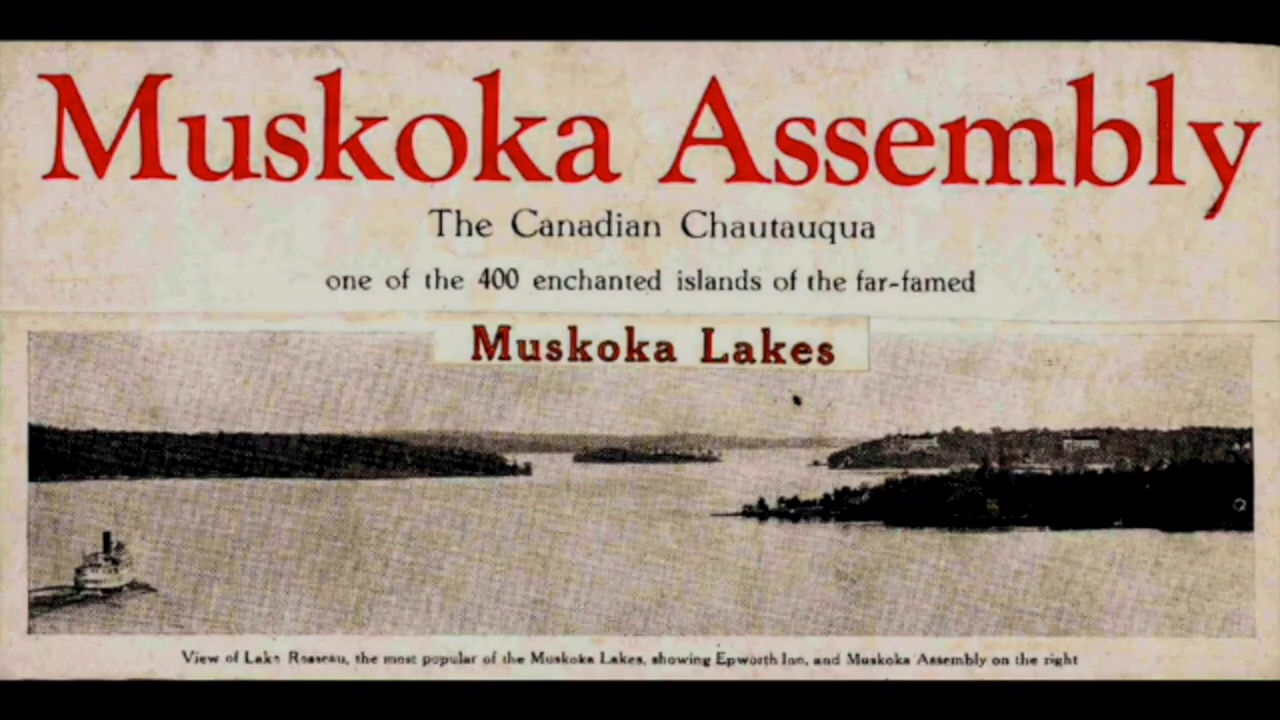 Muskoka Assembly
The Canadian Chautauqua
one of the 400 enchanted islands of the far-famed
Muskoka Lakes
View of Lake Rosseau, the most popular of the Muskoka Lakes, showing Epworth Inn, and Muskoka Assembly on the right